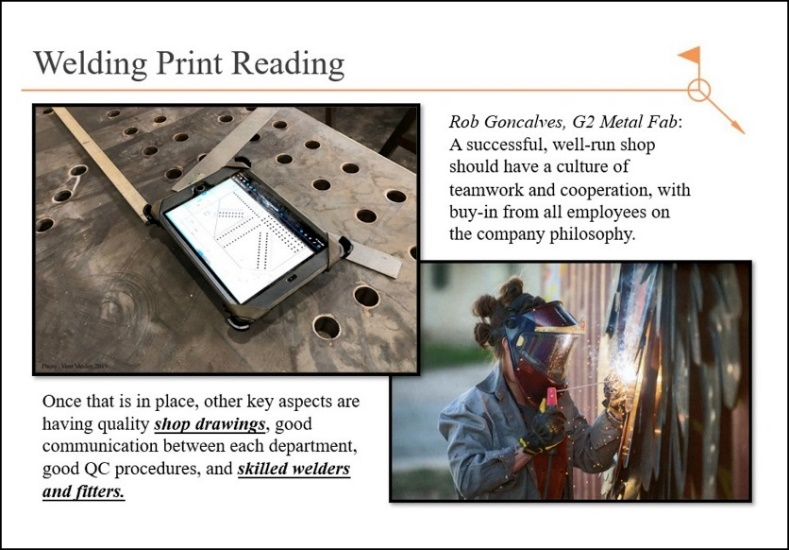 Welding Print Reading
Rob Goncalves, G2 Metal Fab:
A successful, well-run shop
should have a culture of
teamwork and cooperation, with
buy-in from all employees on
the company philosophy.
Once that is in place, other key aspects are
having quality shop drawings, good
communication between each department,
good QC procedures, and skilled welders
and fitters.